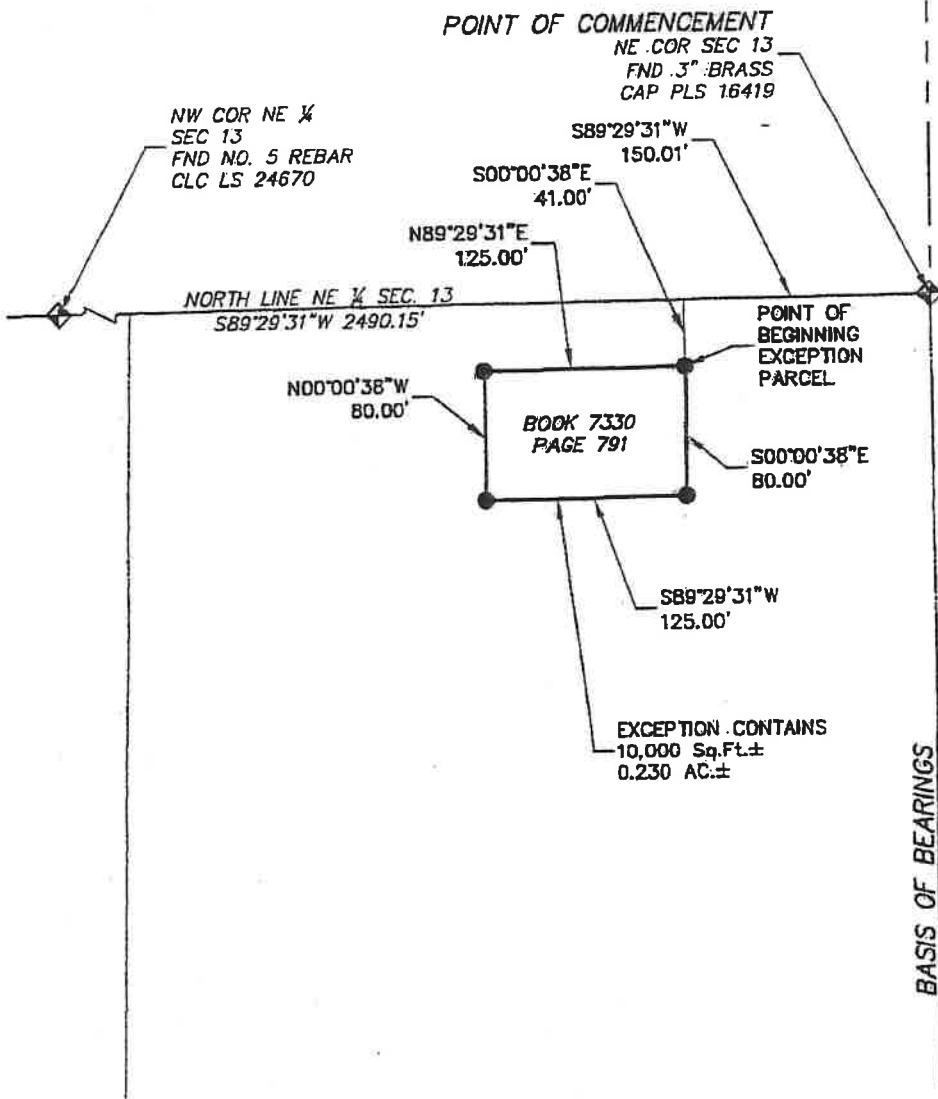 POINT OF COMMENCEMENT
NE COR SEC 13
FND 3" BRASS
CAP PLS 16419
NW COR NE ¼
SEC 13
FND NO. 5 REBAR
CLC LS 24670
S89°29'31"W
150.01'
S00°00'38"E
41.00'
N89°29'31"E
125.00'
NORTH LINE NE ¼ SEC. 13
S89°29'31"W 2490.15'
POINT OF
BEGINNING
EXCEPTION
PARCEL
N00°00'38"W
80.00'
BOOK 7330
PAGE 791
S00°00'38"E
80.00'
S89°29'31"W
125.00'
EXCEPTION CONTAINS
10,000 Sq.Ft.±
0.230 AC.±
BASIS OF BEARINGS